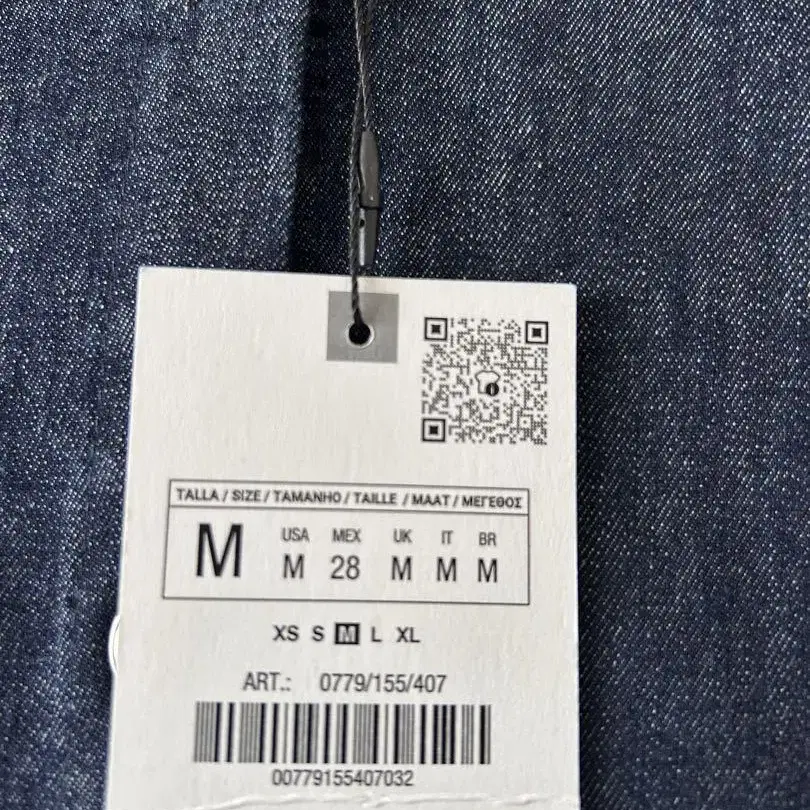 TALLA / SIZE / TAMANHO / TAILLE / MAAT / ΜΕΓΕΘΟΣ
M
USA MEX UK IT BR
M 28 M M M
XS S M L XL
ART.: 0779/155/407
00779155407032